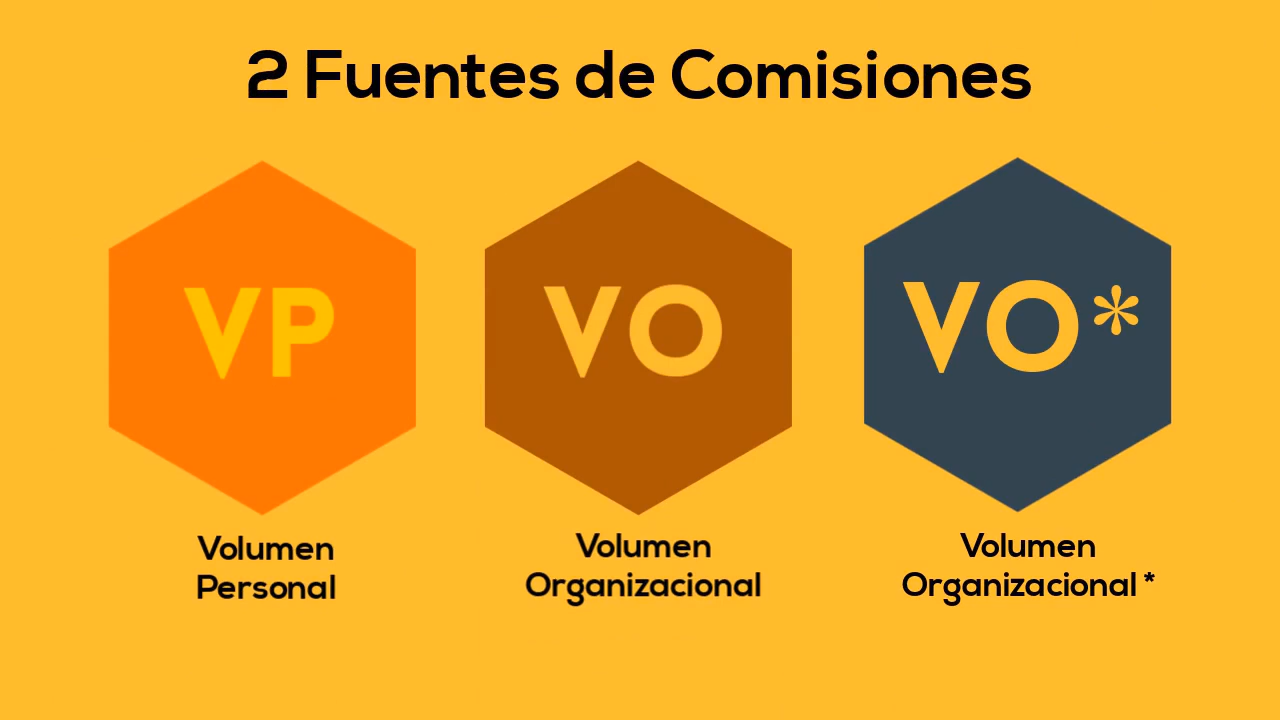 2 Fuentes de Comisiones
VP
VO
VO*
Volumen
Personal
Volumen
Organizacional
Volumen
Organizacional *